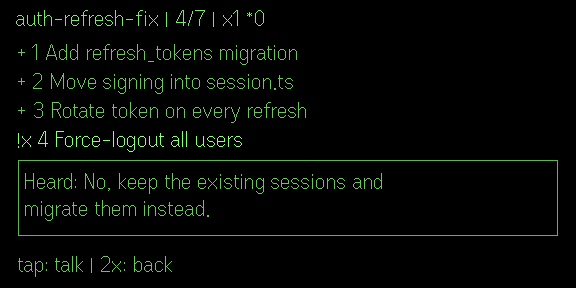 auth-refresh-fix | 4/7 | x1 *0
+ 1 Add refresh_tokens migration
+ 2 Move signing into session.ts
+ 3 Rotate token on every refresh
!x 4 Force-logout all users
Heard: No, keep the existing sessions and
migrate them instead.
tap: talk | 2x: back